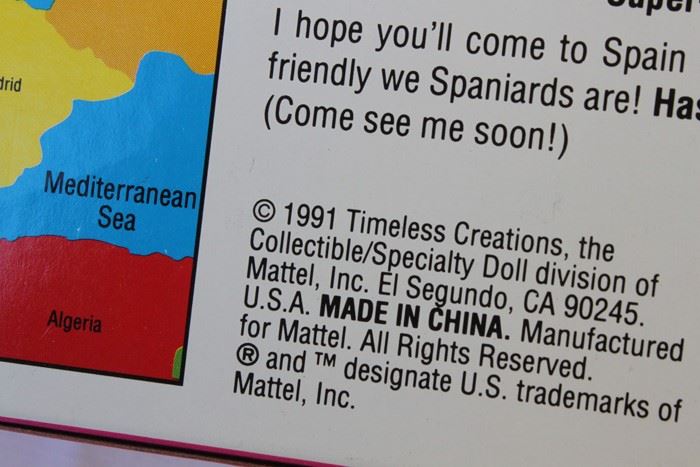 I hope you'll come to Spain
friendly we Spaniards are!
(Come see me soon!)
Mediterranean
Sea
Algeria
© 1991 Timeless Creations, the
Collectible/Specialty Doll division of
Mattel, Inc. El Segundo, CA 90245.
U.S.A. MADE IN CHINA. Manufactured
for Mattel. All Rights Reserved.
® and ™ designate U.S. trademarks of
Mattel, Inc.